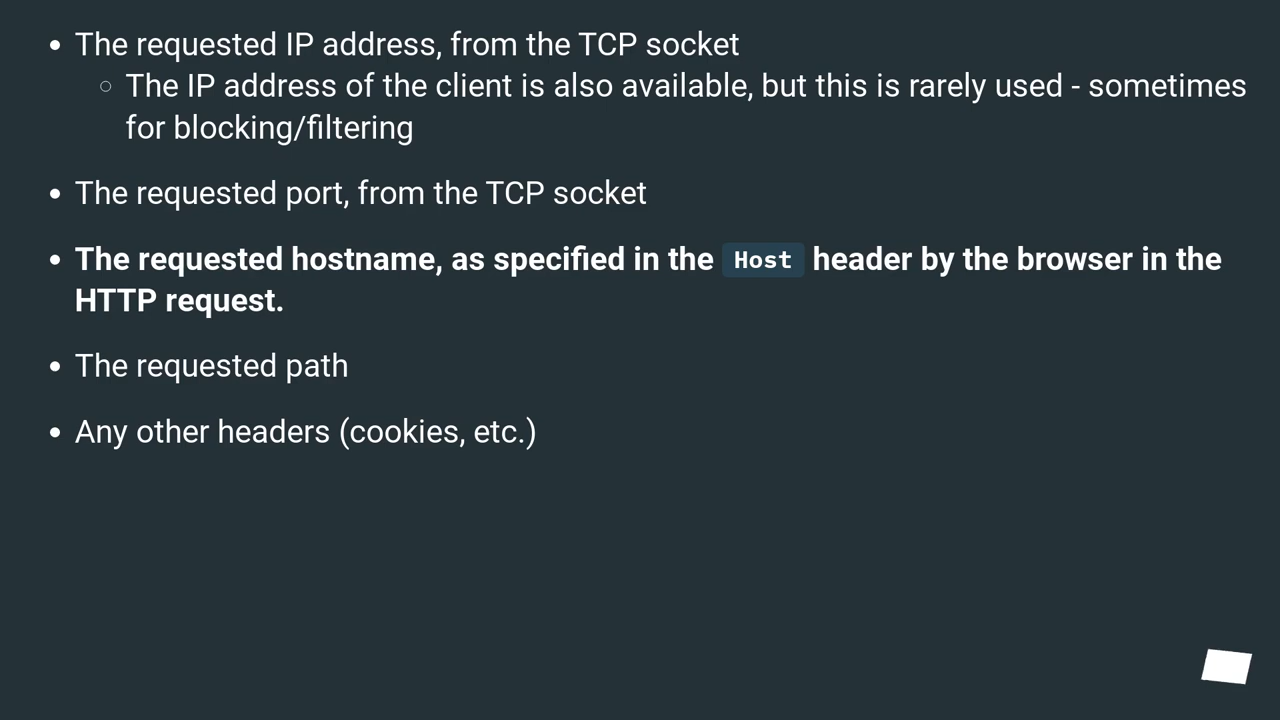 The requested IP address, from the TCP socket
The IP address of the client is also available, but this is rarely used - sometimes
for blocking/filtering
The requested port, from the TCP socket
The requested hostname, as specified in the Host header by the browser in the
HTTP request.
The requested path
Any other headers (cookies, etc.)